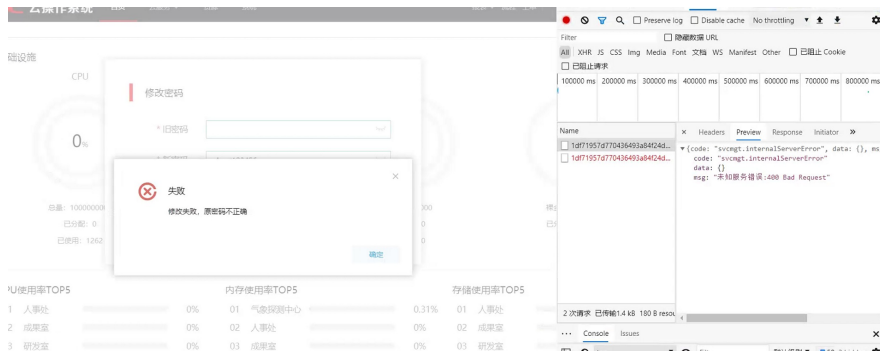 云操作系统
Preserve log
Disable cache
No throttling
Filter
隐藏数据 URL
All XHR JS CSS Img Media Font 文档 WS Manifest Other 已阻止 Cookie
已阻止请求
100000 ms 200000 ms 300000 ms 400000 ms 500000 ms 600000 ms 700000 ms 800000 ms
础设施
CPU
0%
修改密码
* 旧密码
失败
修改失败，原密码不正确
确定
总量: 100000000
已分配: 0
已使用: 1262
PU使用率TOP5
1 人事处 0%
2 成果室 0%
3 研发室 0%
内存使用率TOP5
01 气象探测中心 0.31%
02 人事处 0%
03 成果室 0%
存储使用率TOP5
01 人事处
02 成果室
03 研发室
Name
1df71957d770436493a84f24d...
1df71957d770436493a84f24d...
Headers Preview Response Initiator
{code: "svcmgt.internalServerError", data: {}, ms
code: "svcmgt.internalServerError"
data: {}
msg: "未知服务错误:400 Bad Request"
2 次请求 已传输1.4 kB 180 B resou
Console Issues